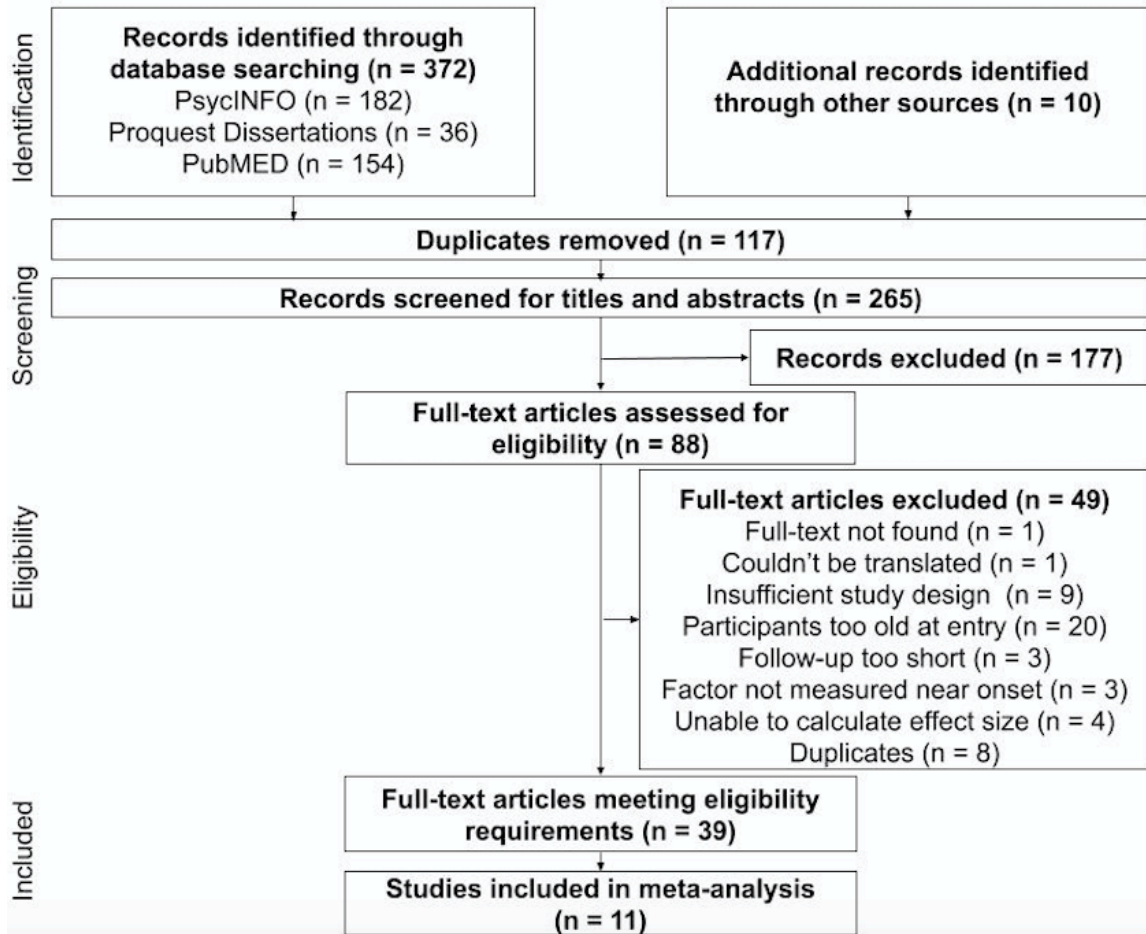 Identification
Records identified through
database searching (n = 372)
PsycINFO (n = 182)
Proquest Dissertations (n = 36)
PubMED (n = 154)
Additional records identified
through other sources (n = 10)
Duplicates removed (n = 117)
Screening
Records screened for titles and abstracts (n = 265)
Records excluded (n = 177)
Full-text articles assessed for
eligibility (n = 88)
Eligibility
Full-text articles excluded (n = 49)
Full-text not found (n = 1)
Couldn't be translated (n = 1)
Insufficient study design (n = 9)
Participants too old at entry (n = 20)
Follow-up too short (n = 3)
Factor not measured near onset (n = 3)
Unable to calculate effect size (n = 4)
Duplicates (n = 8)
Included
Full-text articles meeting eligibility
requirements (n = 39)
Studies included in meta-analysis
(n = 11)